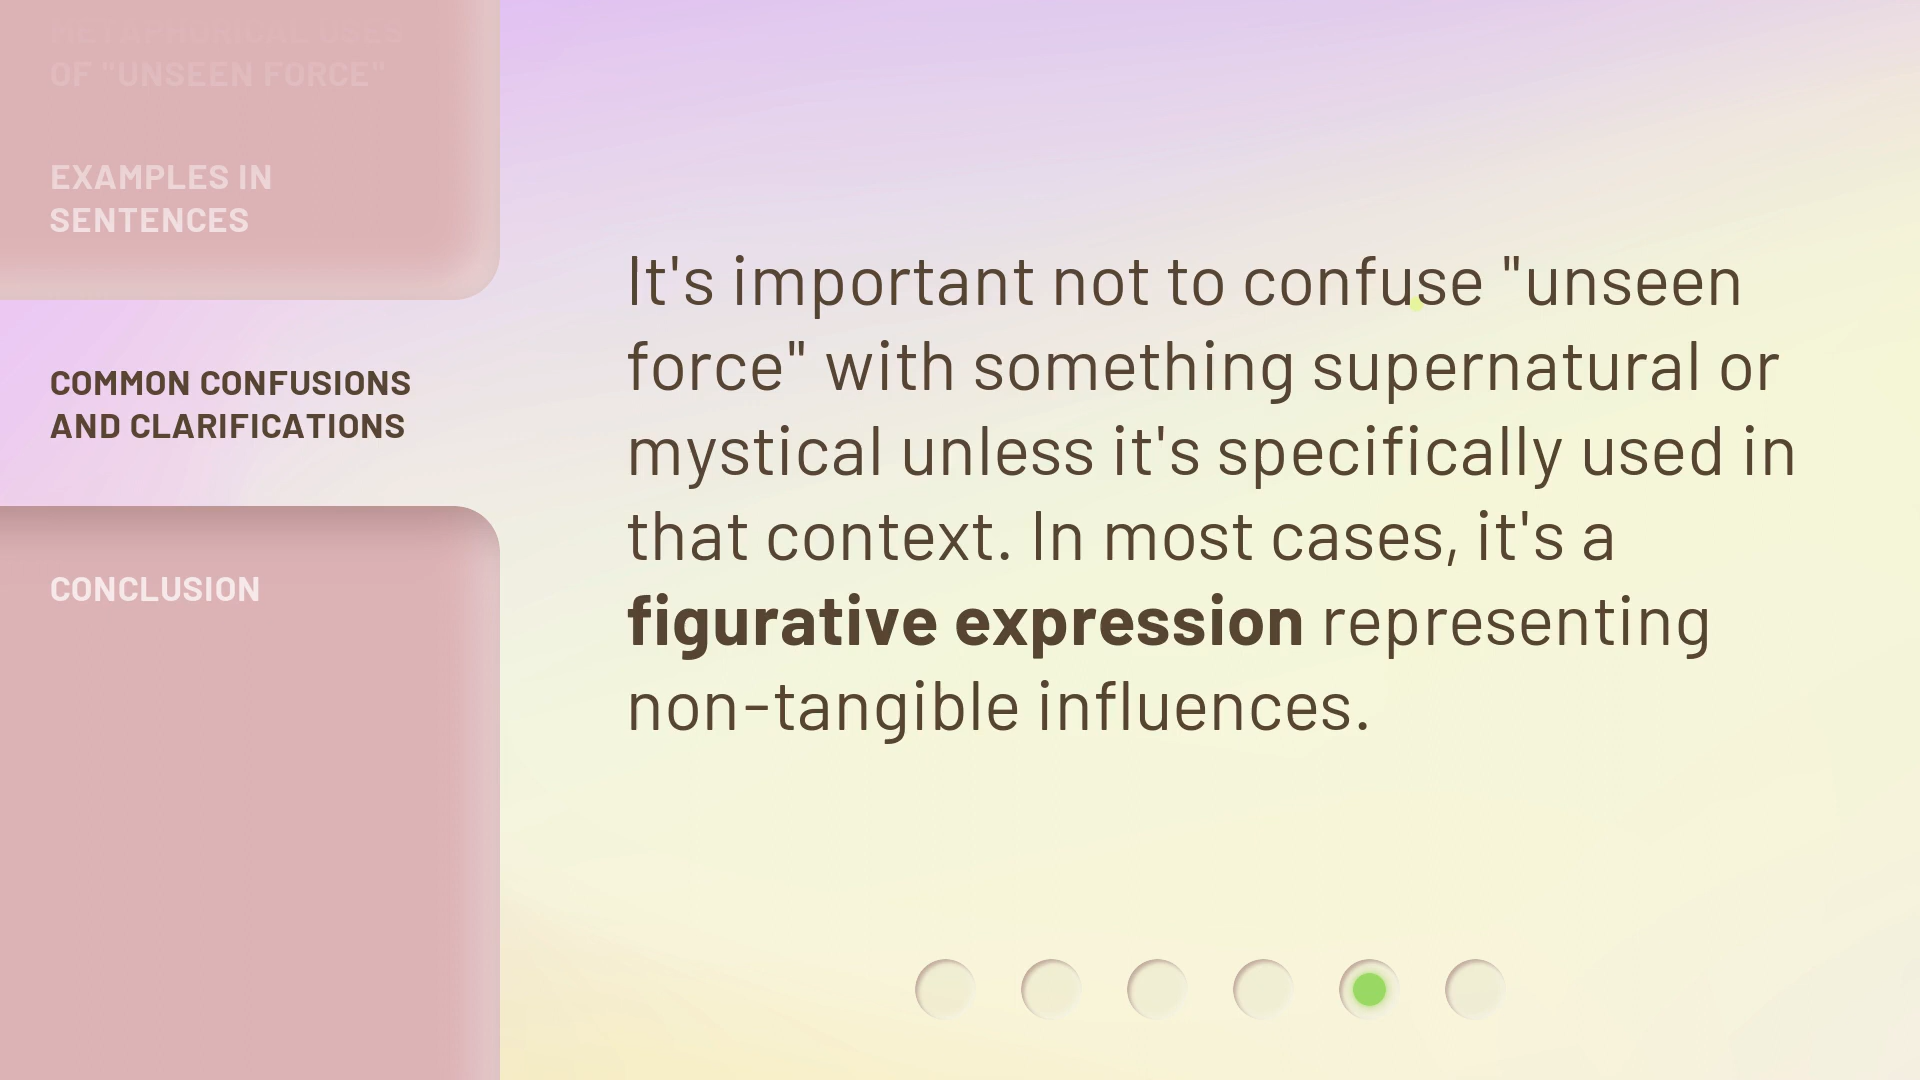 METAPHORICAL USES
OF "UNSEEN FORCE"
EXAMPLES IN
SENTENCES
COMMON CONFUSIONS
AND CLARIFICATIONS
CONCLUSION
It's important not to confuse "unseen
force" with something supernatural or
mystical unless it's specifically used in
that context. In most cases, it's a
figurative expression representing
non-tangible influences.